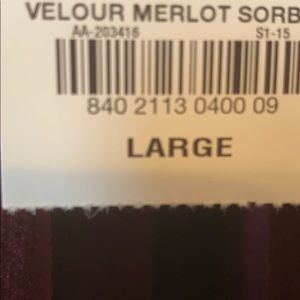 VELOUR MERLOT SORB
AA-203416 S1-15
840 2113 0400 09
LARGE